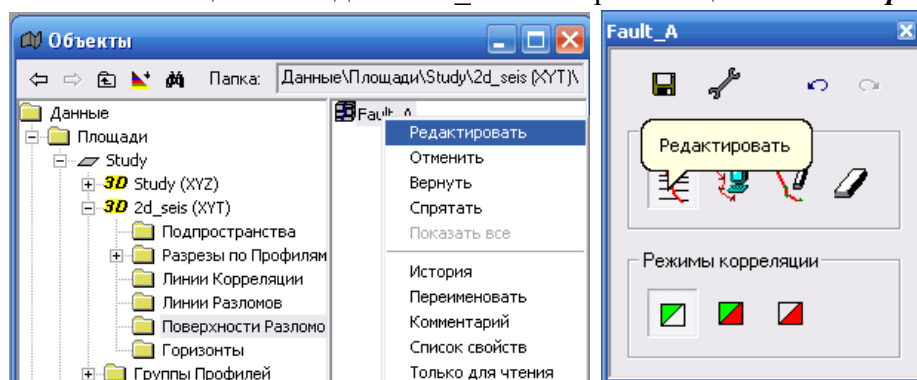 Объекты
Папка: Данные\Площади\Study\2d_seis (XYT)\
Данные
Площади
Study
3D Study (XYZ)
3D 2d_seis (XYT)
Подпространства
Разрезы по Профилям
Линии Корреляции
Линии Разломов
Поверхности Разломо
Горизонты
Группы Профилей
Fault_A
Редактировать
Отменить
Вернуть
Спрятать
Показать все
История
Переименовать
Комментарий
Список свойств
Только для чтения
Fault_A
Редактировать
Режимы корреляции